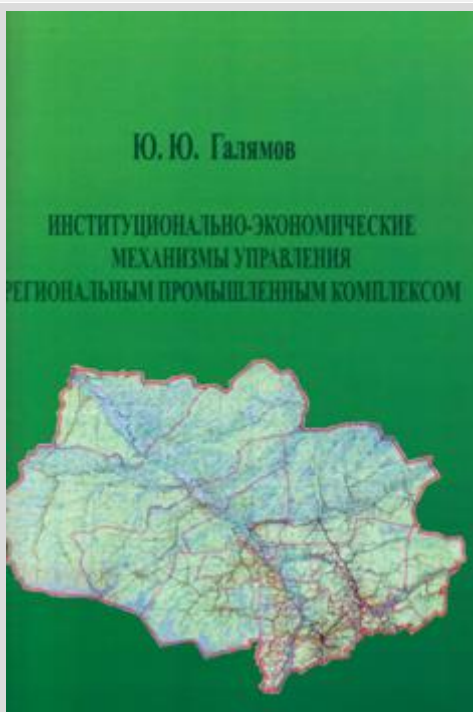 Ю. Ю. Галямов
ИНСТИТУЦИОНАЛЬНО-ЭКОНОМИЧЕСКИЕ
МЕХАНИЗМЫ УПРАВЛЕНИЯ
РЕГИОНАЛЬНЫМ ПРОМЫШЛЕННЫМ КОМПЛЕКСОМ